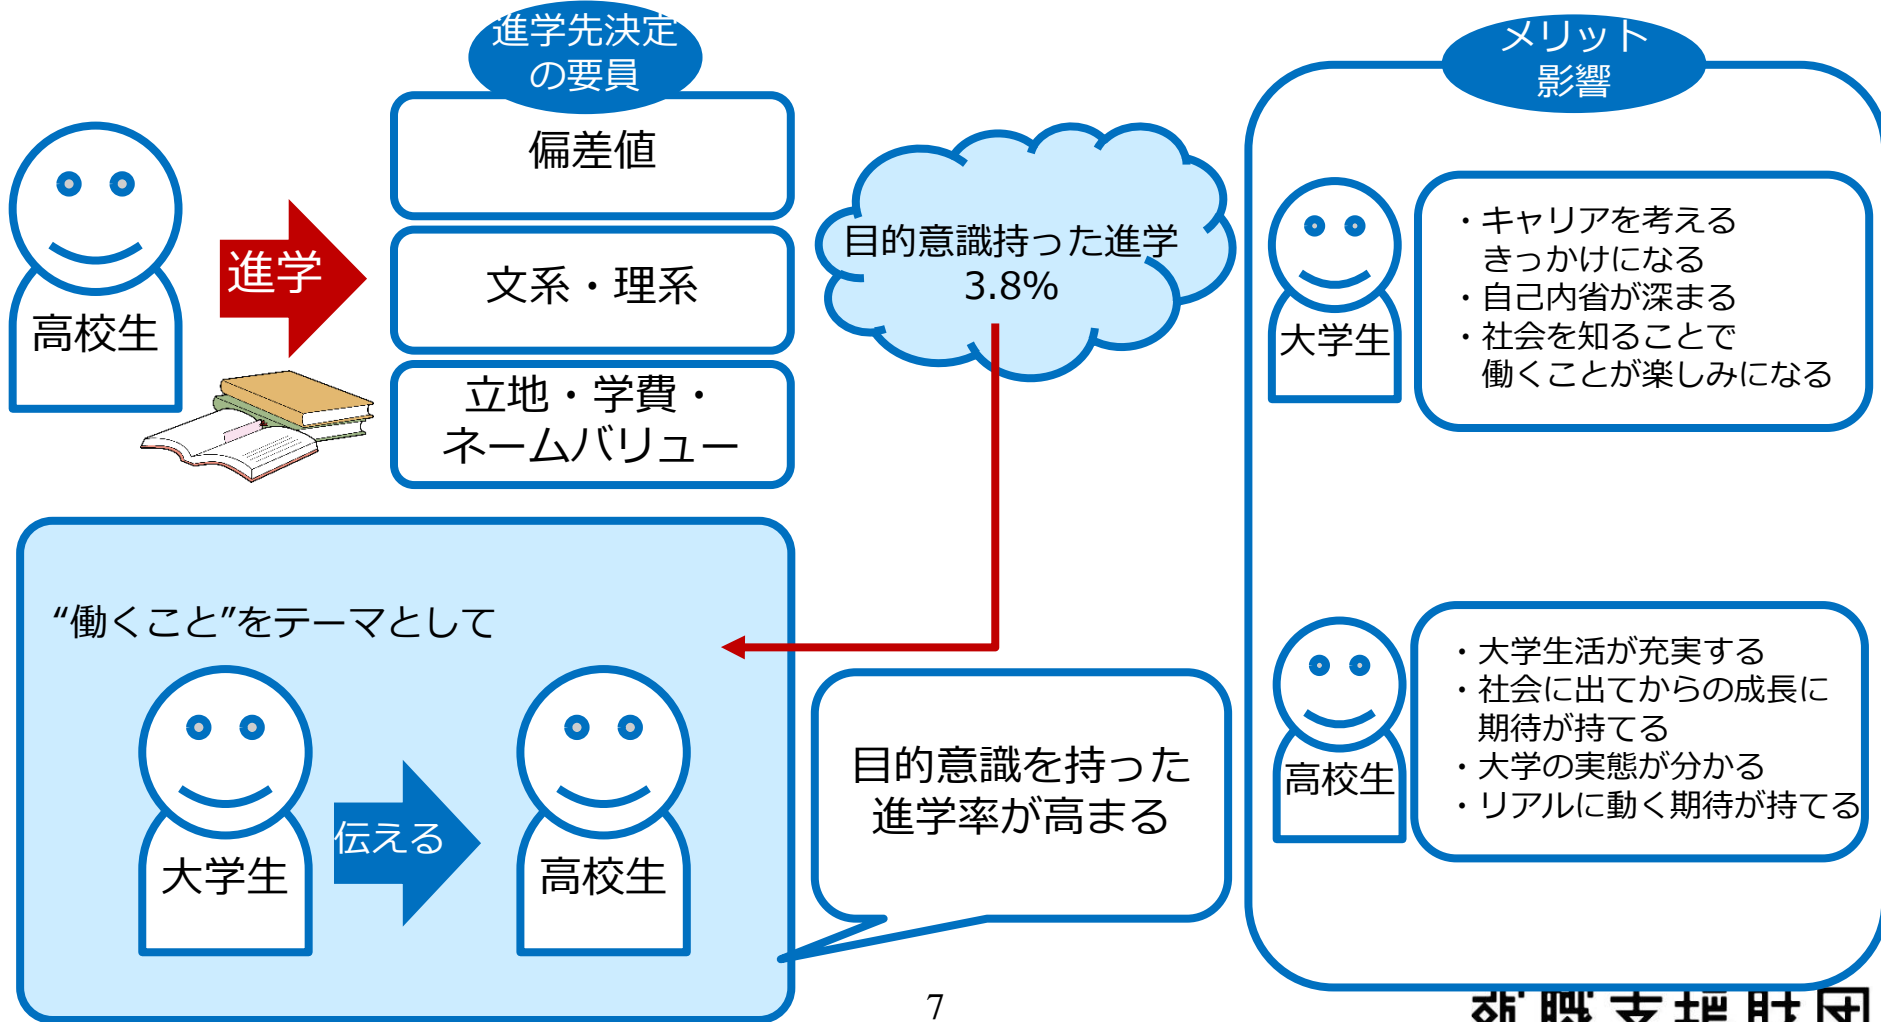 進学先決定
の要員
偏差値
文系・理系
立地・学費・
ネームバリュー
高校生
進学
目的意識持った進学
3.8%
“働くこと”をテーマとして
大学生
伝える
高校生
目的意識を持った
進学率が高まる
メリット
影響
大学生
・キャリアを考える
きっかけになる
・自己内省が深まる
・社会を知ることで
働くことが楽しみになる
高校生
・大学生活が充実する
・社会に出てからの成長に
期待が持てる
・大学の実態が分かる
・リアルに動く期待が持てる
7
就職支援財団